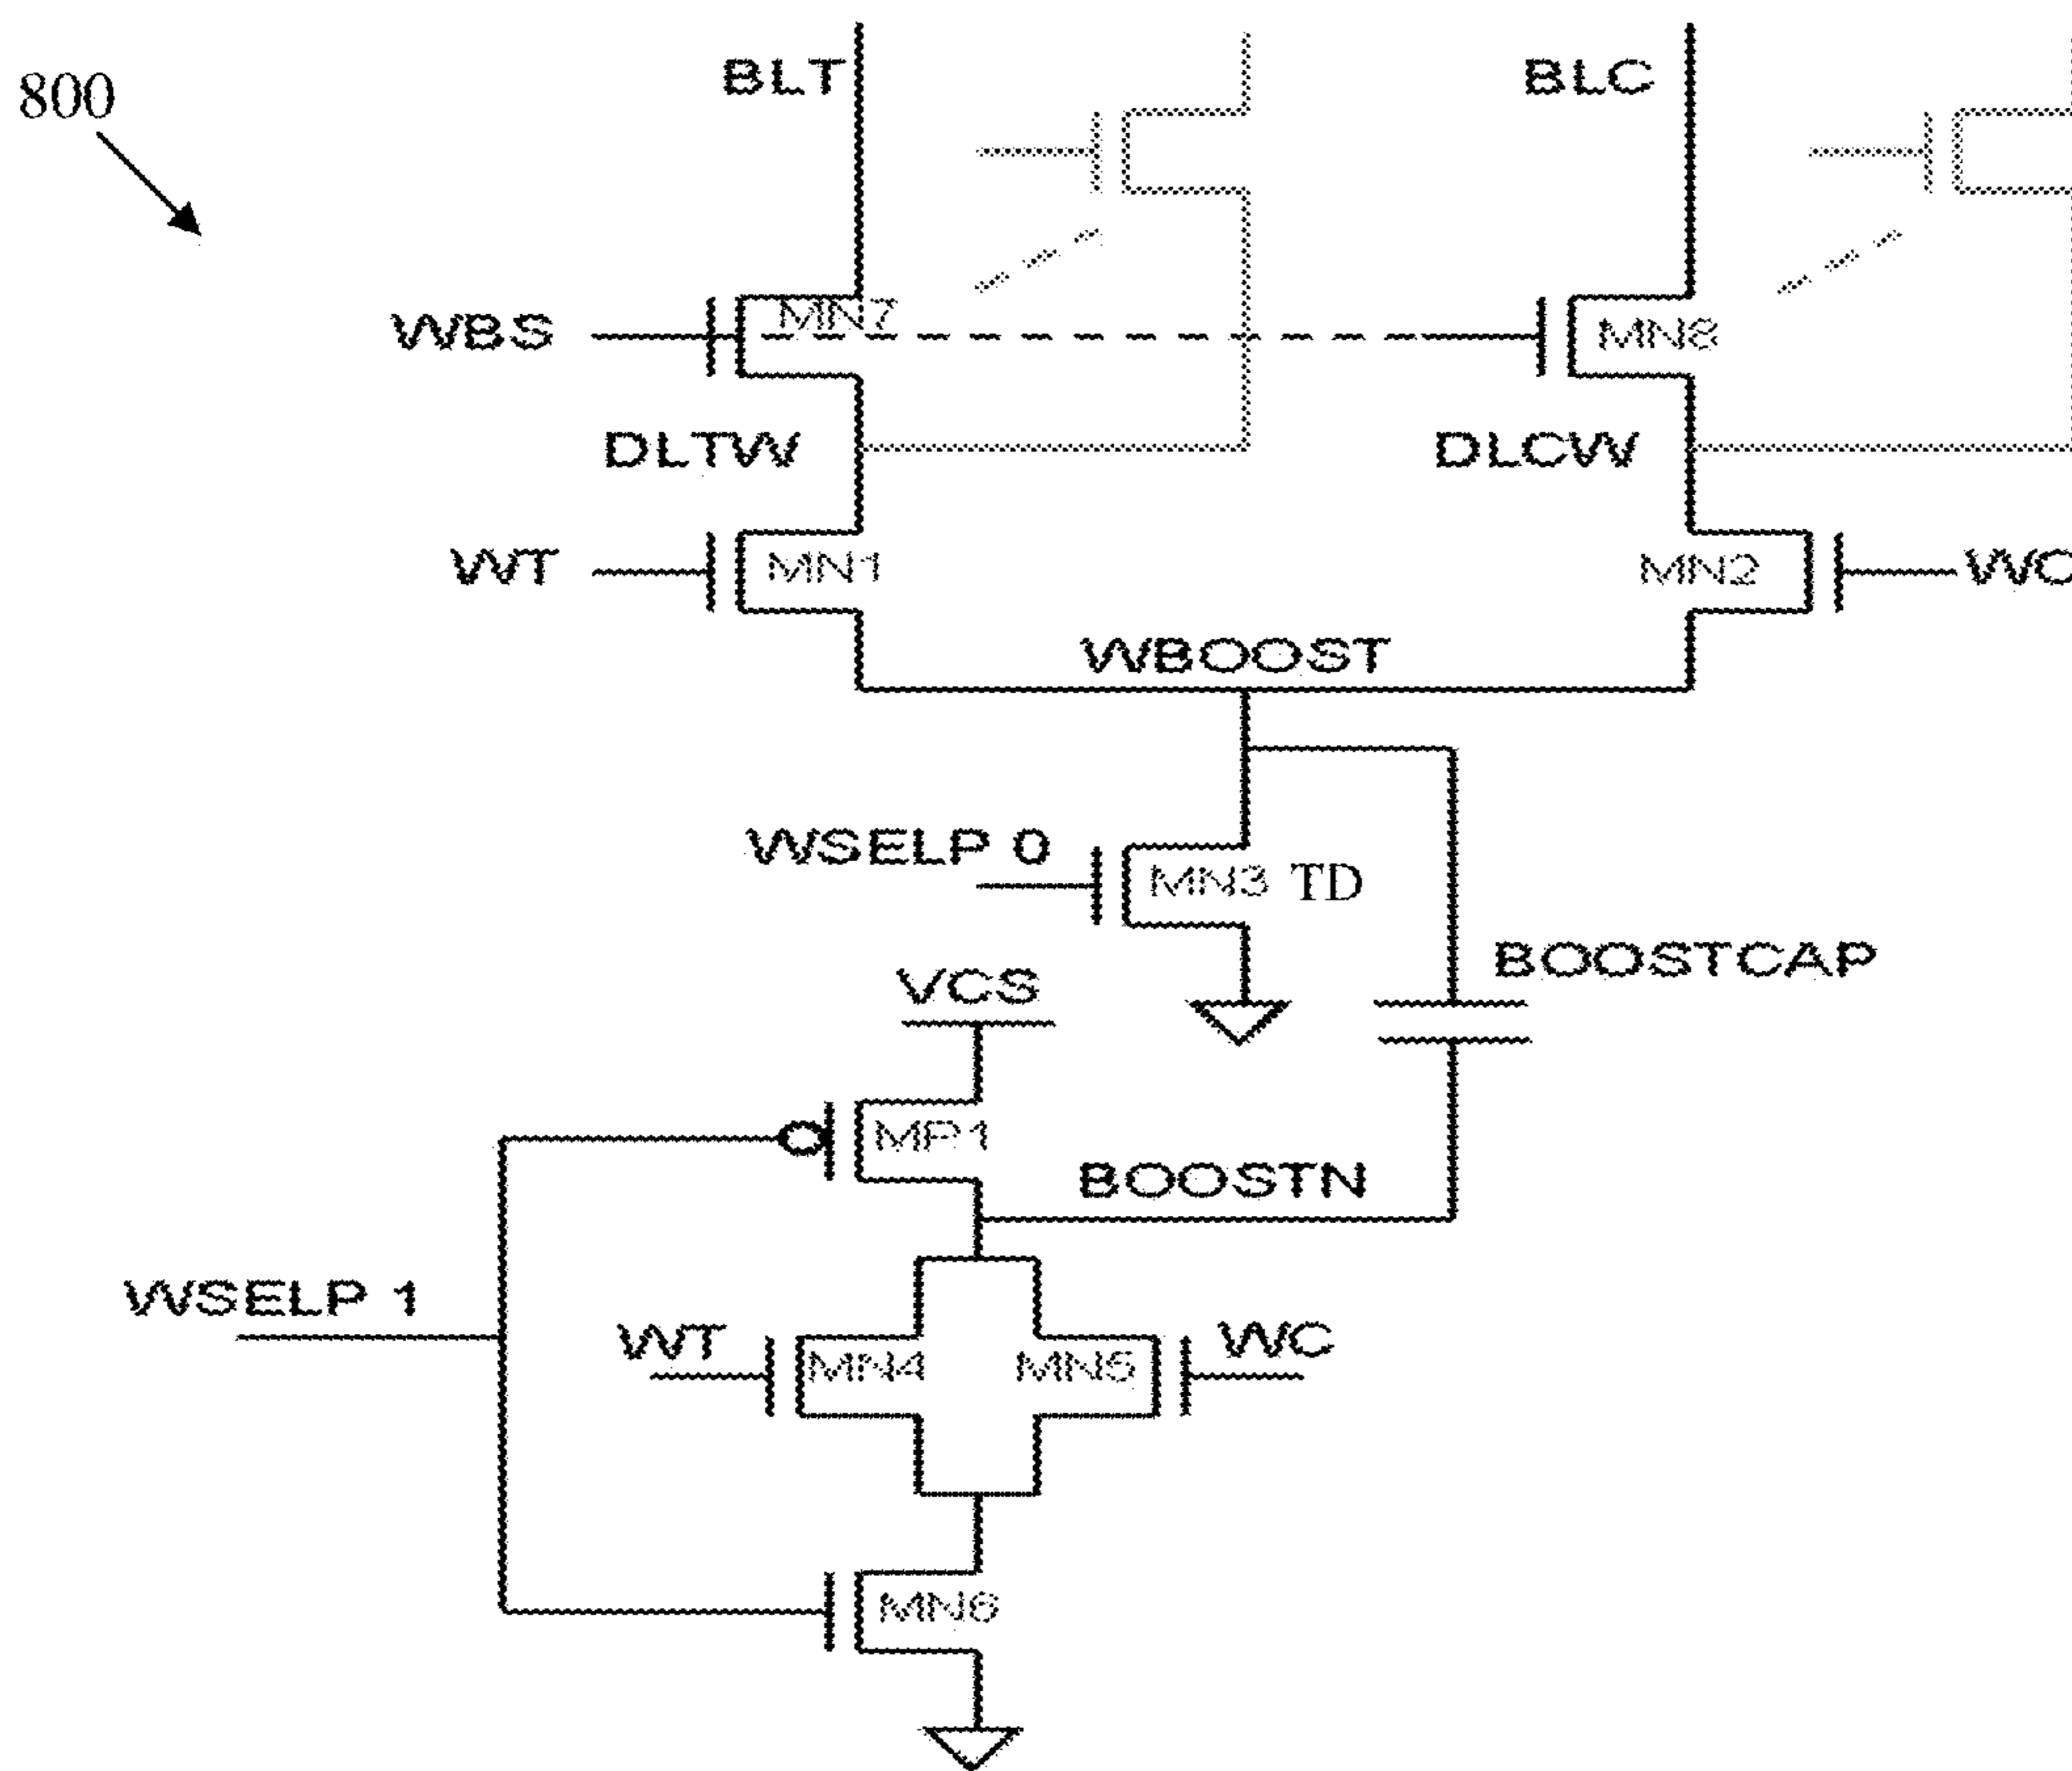 800
BLT
BLC
WBS
MN7
MN8
DLTW
DLCW
WT
MN1
MN2
WC
WBOOST
WSELP 0
MN3 TD
BOOSTCAP
VCS
MP1
BOOSTN
WSELP 1
WT
MN4
MN5
WC
MN6